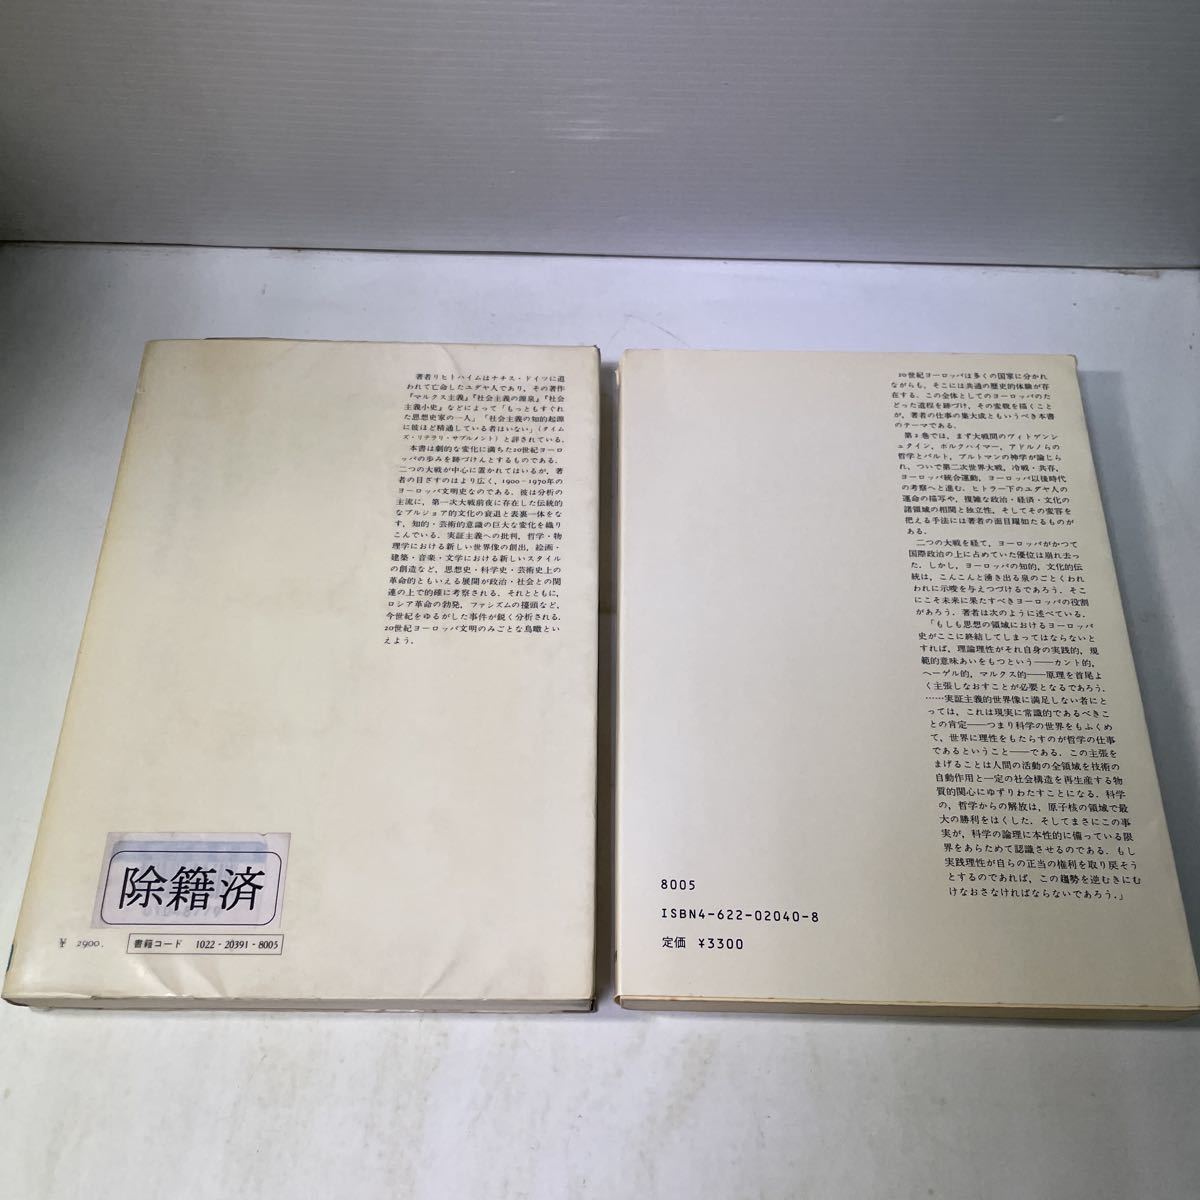 著者リヒトハイムはナチス・ドイツに追
われて亡命したユダヤ人であり，その著作
『マルクス主義』『社会主義の源泉』『社会
主義小史』などによって「もっともすぐれ
た思想史家の一人」「社会主義の知的起源
に彼ほど精通している者はいない」(タイム
ズ・リテラリ・サプルメント) と評されている．
本書は劇的な変化に満ちた20世紀ヨーロ
ッパの歩みを跡づけんとするものである．
二つの大戦が中心に置かれてはいるが，著
者の目ざすのはより広く，1900－1970年の
ヨーロッパ文明史なのである．彼は分析の
主流に，第一次大戦前夜に存在した伝統的
なブルジョア的文化の衰退と表裏一体をな
す，知的・芸術的意識の巨大な変化を織り
こんでいる．実証主義への批判，哲学・物
理学における新しい世界像の創出，絵画・
建築・音楽・文学における新しいスタイル
の創造など，思想史・科学史・芸術史上の
革命的ともいえる展開が政治・社会との関
連の上で的確に考察される．それとともに，
ロシア革命の勃発，ファシズムの擡頭など，
今世紀をゆるがした事件が鋭く分析される．
20世紀ヨーロッパ文明のみごとな鳥瞰とい
えよう．
除籍済
¥ 2900.
書籍コード 1022-20391-8005
20世紀ヨーロッパは多くの国家に分かれ
ながらも，そこには共通の歴史的体験が存
在する．この全体としてのヨーロッパのた
どった道程を跡づけ，その変貌を描くこと
が，著者の仕事の集大成ともいうべき本書
のテーマである．
第2巻では，まず大戦間のヴィトゲンシ
ュタイン，ホルクハイマー，アドルノらの
哲学とバルト，ブルトマンの神学が論じら
れ，ついで第二次世界大戦，冷戦・共存，
ヨーロッパ統合運動，ヨーロッパ以後時代
の考察へと進む．ヒトラー下のユダヤ人の
運命の描写や，複雑な政治・経済・文化の
諸領域の相関と独立性，そしてその変容を
把える手法には著者の面目躍如たるものが
ある．
二つの大戦を経て，ヨーロッパがかつて
国際政治の上に占めていた優位は崩れ去っ
た．しかし，ヨーロッパの知的，文化的伝
統は，こんこんと湧き出る泉のごとくわれ
われに示唆を与えつづけるであろう．そこ
にこそ未来に果たすべきヨーロッパの役割
があろう．著者は次のように述べている．
「もしも思想の領域におけるヨーロッパ
史がここに終結してしまってはならないと
すれば，理論理性がそれ自身の実践的，規
範的意味あいをもつという――カント的，
ヘーゲル的，マルクス的――原理を首尾よ
く主張しなおすことが必要となるであろう．
……実証主義的世界像に満足しない者にと
っては，これは現実に常識的であるべきこ
との肯定――つまり科学の世界をもふくめ
て，世界に理性をもたらすのが哲学の仕事
であるということ――である．この主張を
まげることは人間の活動の全領域を技術の
自動作用と一定の社会構造を再生産する物
質的関心にゆずりわたすことになる．科学
の，哲学からの解放は，原子核の領域で最
大の勝利をはくした．そしてまさにこの事
実が，科学の論理に本性的に備っている限
界をあらためて認識させるのである．もし
実践理性が自らの正当の権利を取り戻そう
とするのであれば，この趨勢を逆むきにむ
けなおさなければならないであろう．」
8005
ISBN4-622-02040-8
定価 ¥3300